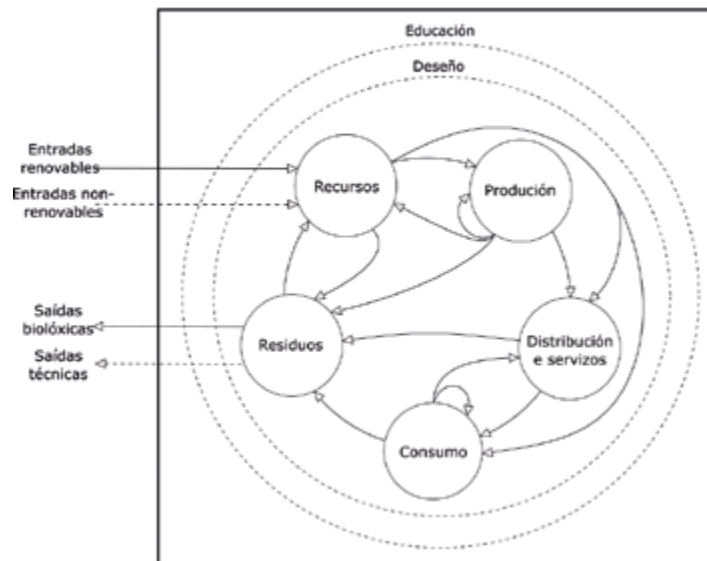 Educación
Deseño
Entradas
renovables
Entradas non-
renovables
Recursos
Produción
Saídas
biolóxicas
Saídas
técnicas
Residuos
Distribución
e servizos
Consumo